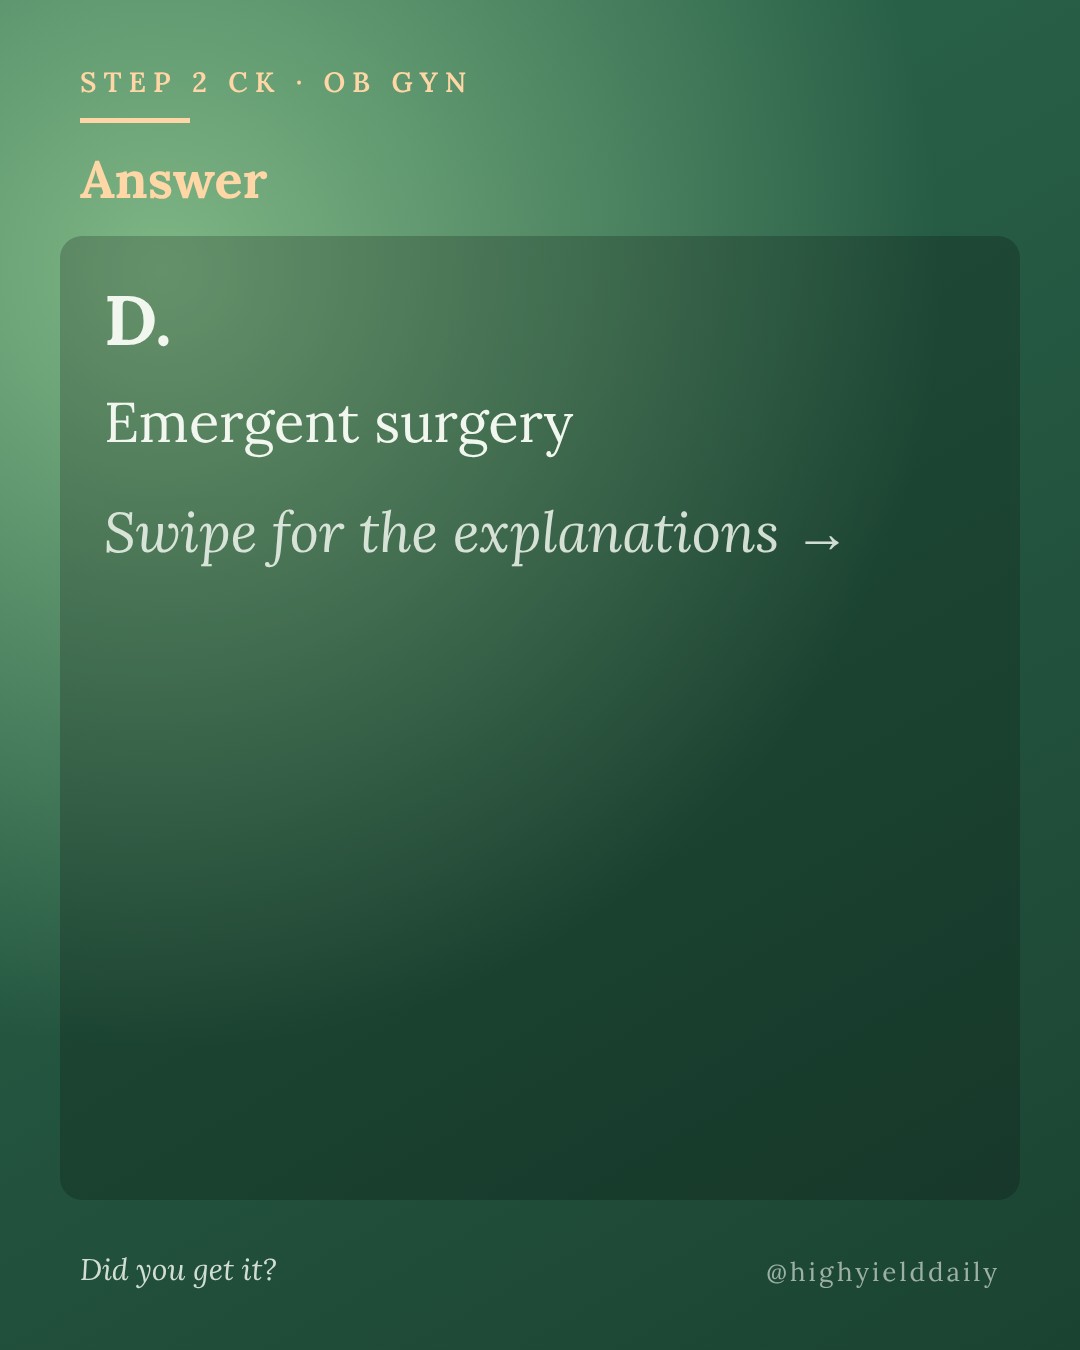 STEP 2 CK · OB GYN
Answer
D.
Emergent surgery
Swipe for the explanations →
Did you get it?
@highyielddaily